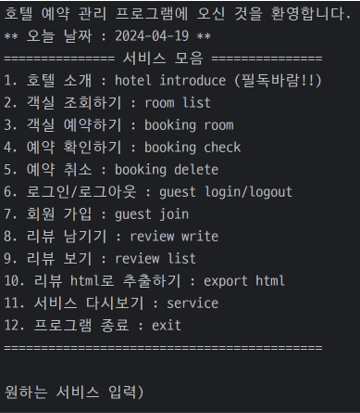 호텔 예약 관리 프로그램에 오신 것을 환영합니다.
** 오늘 날짜 : 2024-04-19 **
=============== 서비스 모음 ===============
1. 호텔 소개 : hotel introduce (필독바람!!)
2. 객실 조회하기 : room list
3. 객실 예약하기 : booking room
4. 예약 확인하기 : booking check
5. 예약 취소 : booking delete
6. 로그인/로그아웃 : guest login/logout
7. 회원 가입 : guest join
8. 리뷰 남기기 : review write
9. 리뷰 보기 : review list
10. 리뷰 html로 추출하기 : export html
11. 서비스 다시보기 : service
12. 프로그램 종료 : exit
===========================================
원하는 서비스 입력)